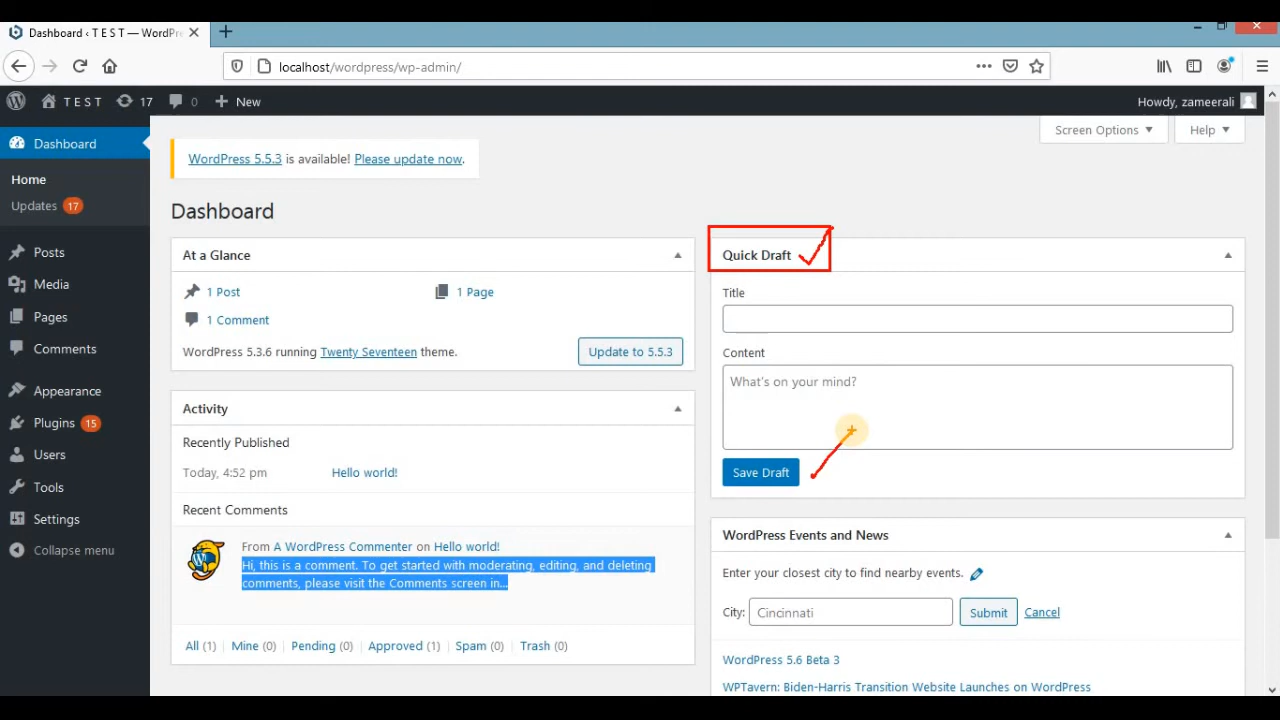 Dashboard ‹ T E S T — WordPre
localhost/wordpress/wp-admin/
T E S T 17 0 New Howdy, zameerali
Screen Options Help
Dashboard
Home
Updates 17
Posts
Media
Pages
Comments
Appearance
Plugins 15
Users
Tools
Settings
Collapse menu
WordPress 5.5.3 is available! Please update now.
Dashboard
At a Glance
1 Post 1 Page
1 Comment
WordPress 5.3.6 running Twenty Seventeen theme. Update to 5.5.3
Activity
Recently Published
Today, 4:52 pm Hello world!
Recent Comments
From A WordPress Commenter on Hello world!
Hi, this is a comment. To get started with moderating, editing, and deleting
comments, please visit the Comments screen in...
All (1) Mine (0) Pending (0) Approved (1) Spam (0) Trash (0)
Quick Draft
Title
Content
What's on your mind?
Save Draft
WordPress Events and News
Enter your closest city to find nearby events.
City: Cincinnati Submit Cancel
WordPress 5.6 Beta 3
WPTavern: Biden-Harris Transition Website Launches on WordPress